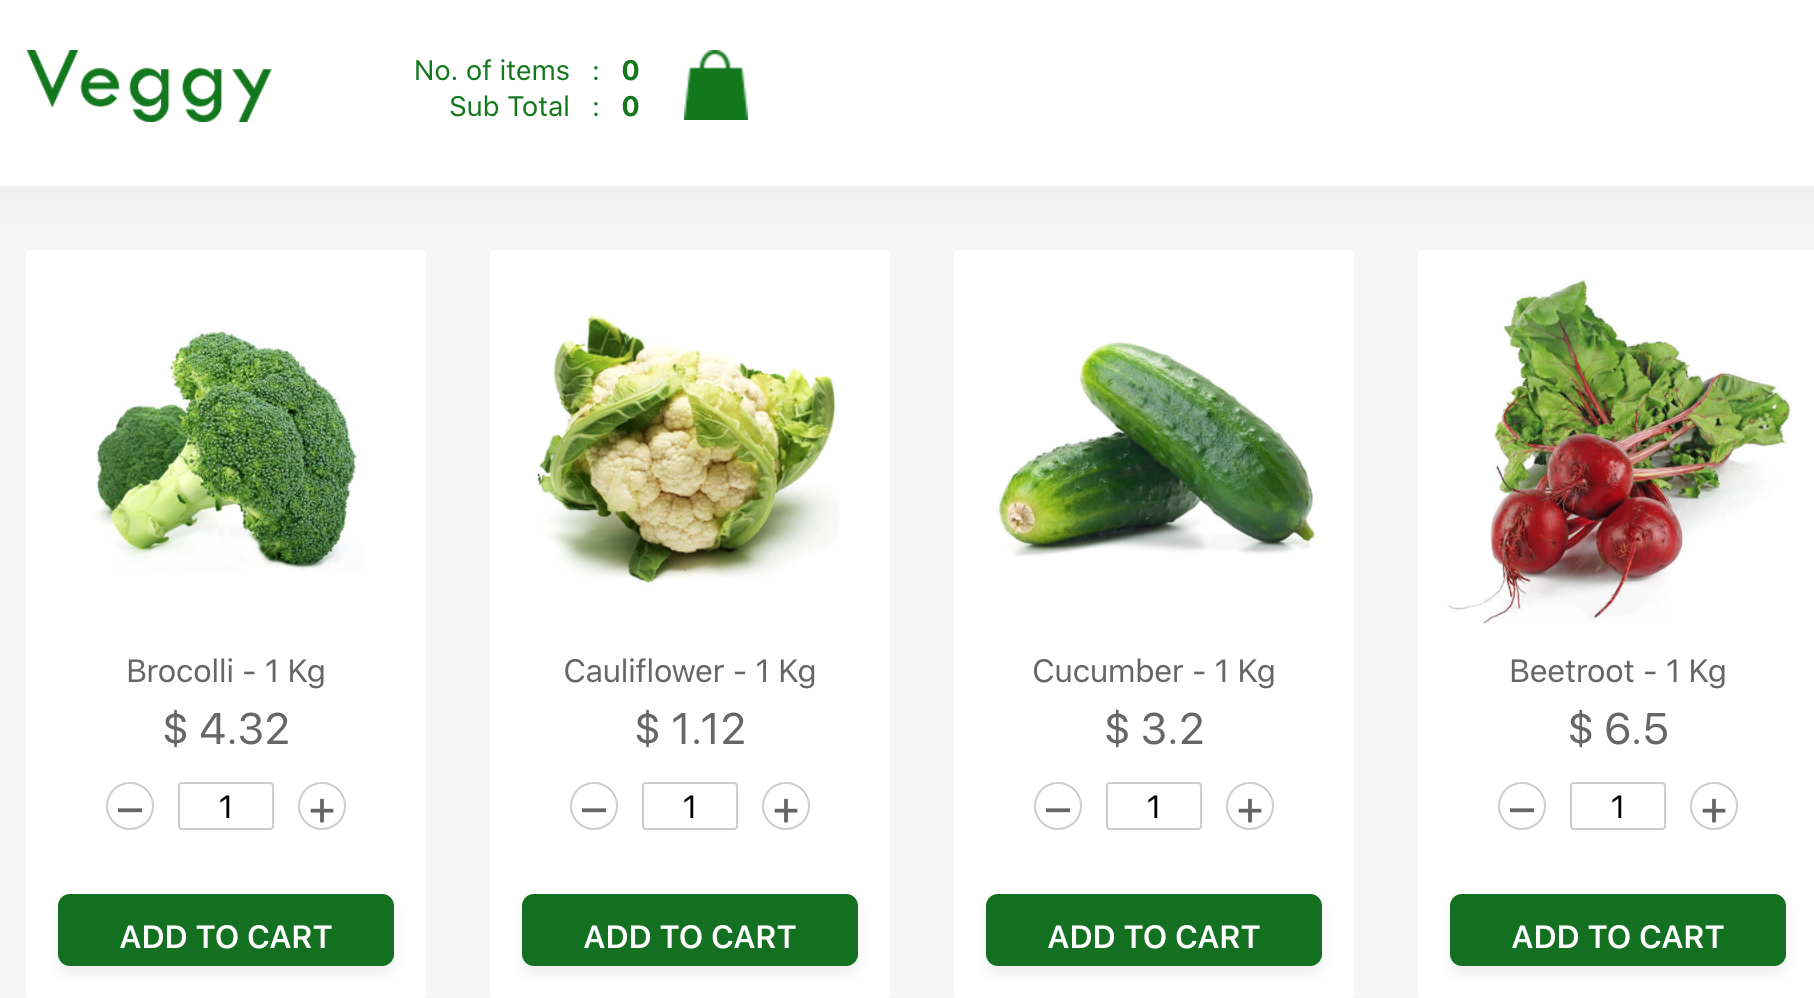 Veggy
No. of items : 0
Sub Total : 0
Brocolli - 1 Kg
$ 4.32
− 1 +
ADD TO CART
Cauliflower - 1 Kg
$ 1.12
− 1 +
ADD TO CART
Cucumber - 1 Kg
$ 3.2
− 1 +
ADD TO CART
Beetroot - 1 Kg
$ 6.5
− 1 +
ADD TO CART